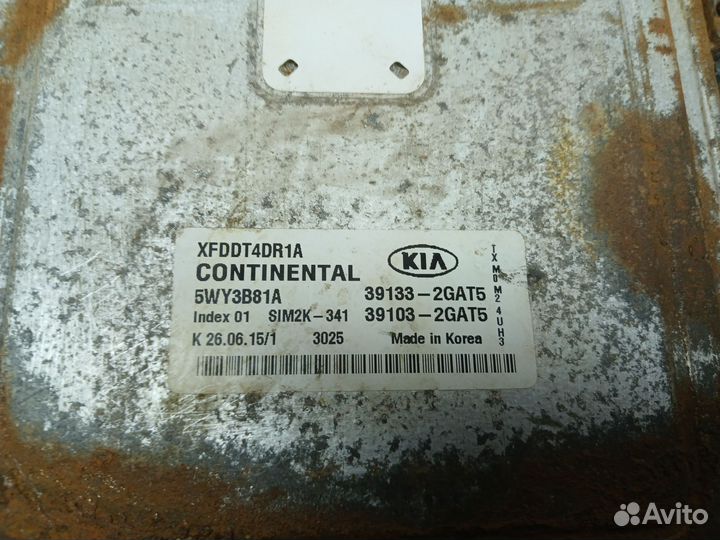 XFDDT4DR1A
CONTINENTAL
KIA
5WY3B81A 39133-2GAT5
Index 01 SIM2K-341 39103-2GAT5
K 26.06.15/1 3025 Made in Korea
TXM0M24UH3
Avito